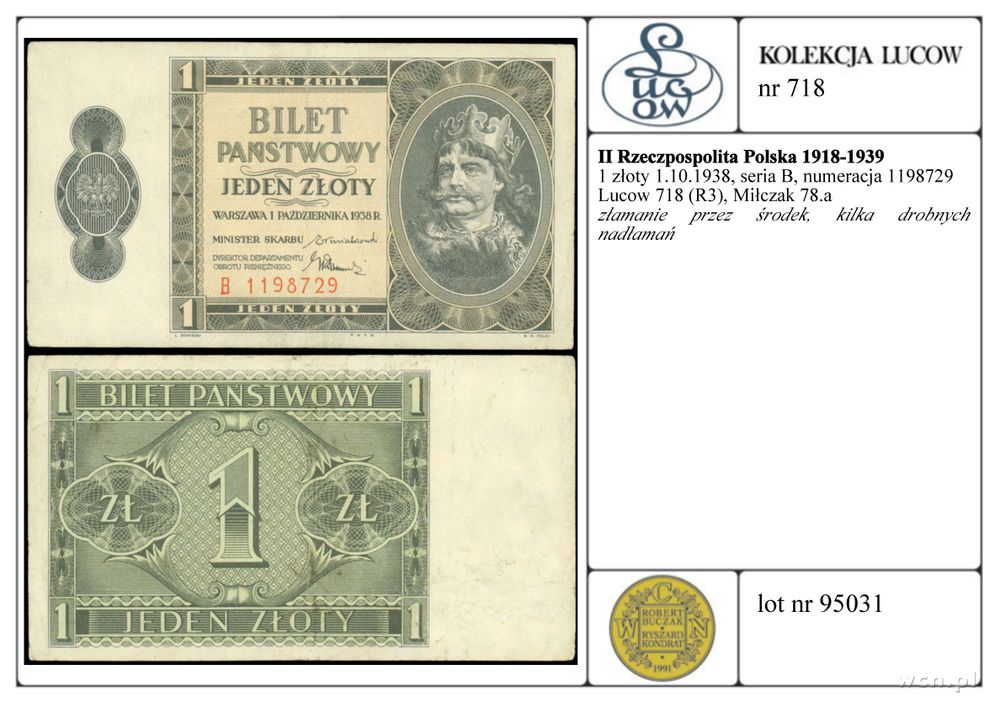 1 JEDEN ZŁOTY
BILET
PAŃSTWOWY
JEDEN ZŁOTY
WARSZAWA 1 PAŹDZIERNIKA 1938 R.
MINISTER SKARBU
DYREKTOR DEPARTAMENTU
OBROTU PIENIĘŻNEGO
B 1198729
1 JEDEN ZŁOTY
1 BILET PAŃSTWOWY 1
ZŁ 1 ZŁ
1 JEDEN ZŁOTY 1
Lucow
KOLEKCJA LUCOW
nr 718
II Rzeczpospolita Polska 1918-1939
1 złoty 1.10.1938, seria B, numeracja 1198729
Lucow 718 (R3), Miłczak 78.a
złamanie przez środek, kilka drobnych
nadłamań
WCN
ROBERT
BUCZAK
RYSZARD
KONDRAT
1991
lot nr 95031
wcn.pl